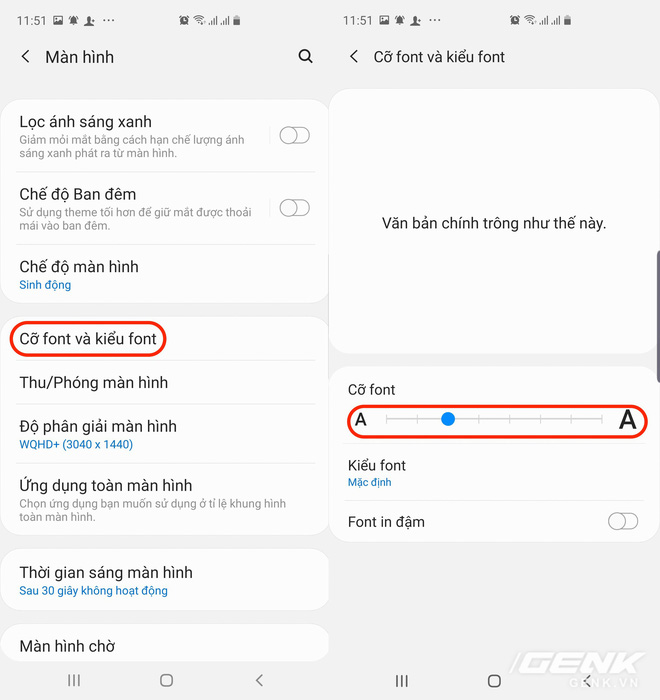 11:51
Màn hình
Lọc ánh sáng xanh
Giảm mỏi mắt bằng cách hạn chế lượng ánh
sáng xanh phát ra từ màn hình.
Chế độ Ban đêm
Sử dụng theme tối hơn để giữ mắt được thoải
mái vào ban đêm.
Chế độ màn hình
Sinh động
Cỡ font và kiểu font
Thu/Phóng màn hình
Độ phân giải màn hình
WQHD+ (3040 x 1440)
Ứng dụng toàn màn hình
Chọn ứng dụng bạn muốn sử dụng ở tỉ lệ khung hình
toàn màn hình.
Thời gian sáng màn hình
Sau 30 giây không hoạt động
Màn hình chờ
11:51
Cỡ font và kiểu font
Văn bản chính trông như thế này.
Cỡ font
A A
Kiểu font
Mặc định
Font in đậm
GENK
GENK.VN